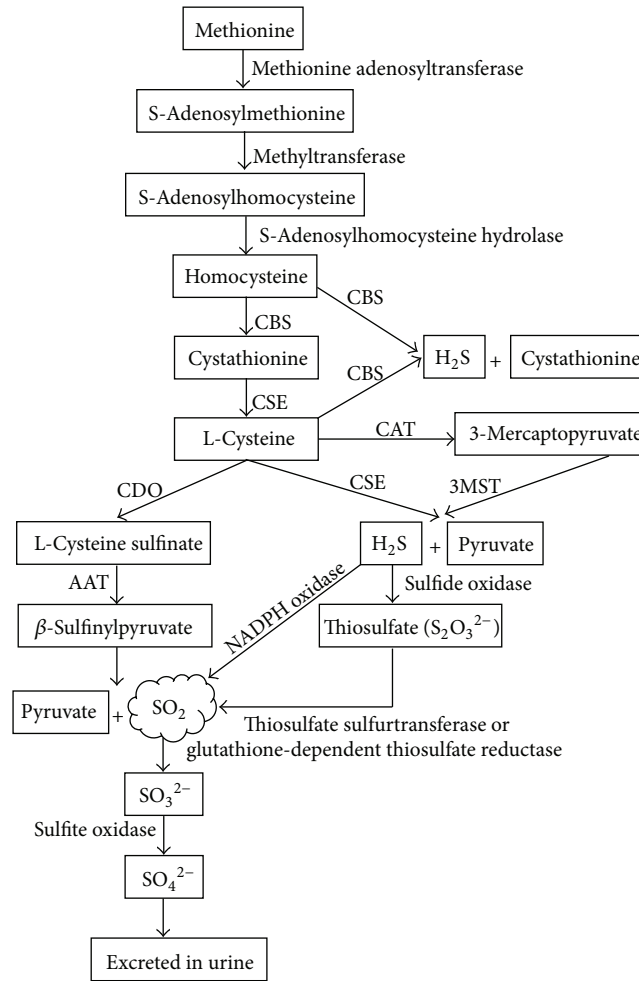 Methionine
Methionine adenosyltransferase
S-Adenosylmethionine
Methyltransferase
S-Adenosylhomocysteine
S-Adenosylhomocysteine hydrolase
Homocysteine
CBS
CBS
Cystathionine
H₂S + Cystathionine
CBS
CSE
L-Cysteine
CAT
3-Mercaptopyruvate
CDO
CSE
3MST
L-Cysteine sulfinate
H₂S + Pyruvate
AAT
NADPH oxidase
Sulfide oxidase
β-Sulfinylpyruvate
Thiosulfate (S₂O₃²⁻)
Pyruvate + SO₂
Thiosulfate sulfurtransferase or
glutathione-dependent thiosulfate reductase
SO₃²⁻
Sulfite oxidase
SO₄²⁻
Excreted in urine